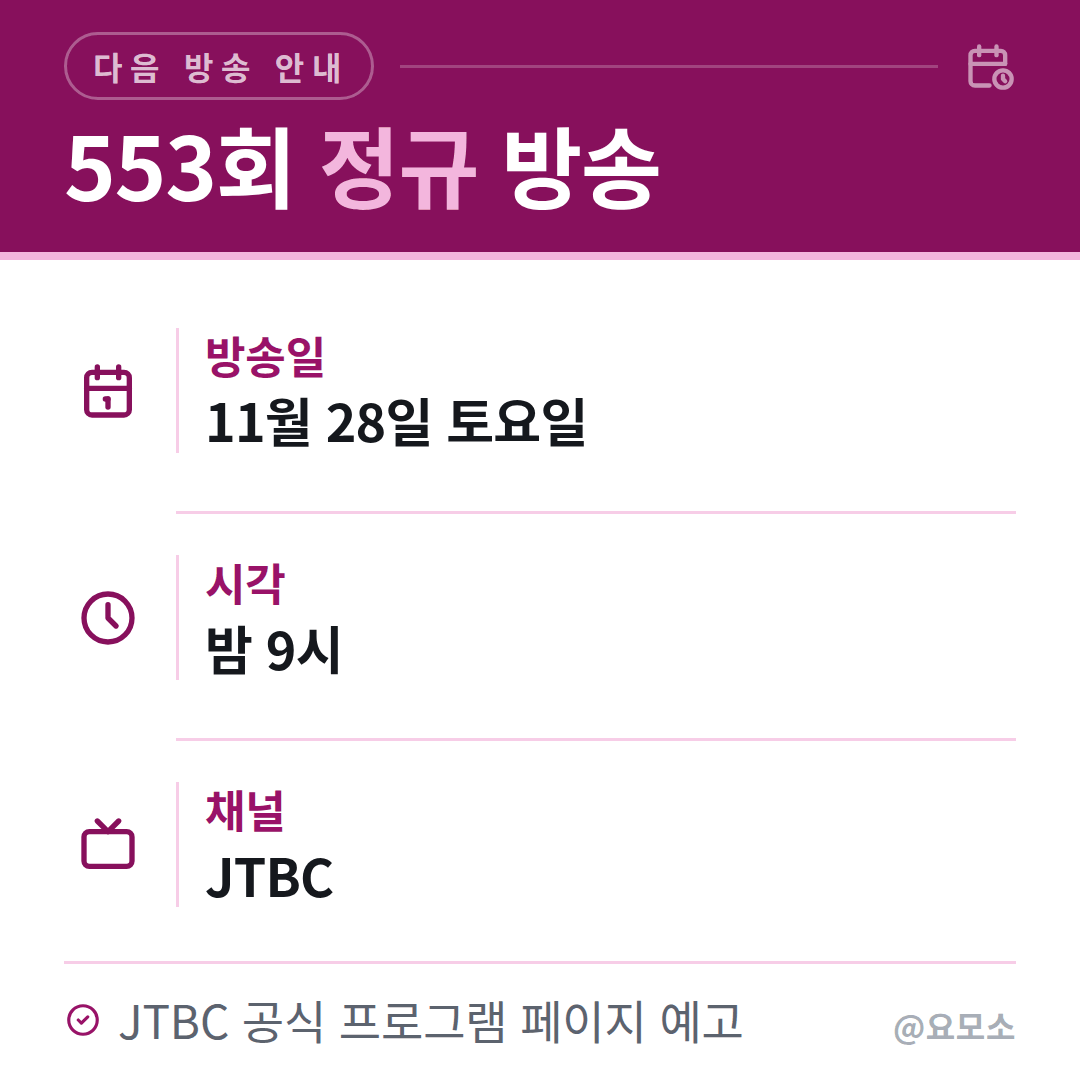 다음 방송 안내
553회 정규 방송
방송일
11월 28일 토요일
시각
밤 9시
채널
JTBC
JTBC 공식 프로그램 페이지 예고
@요모소